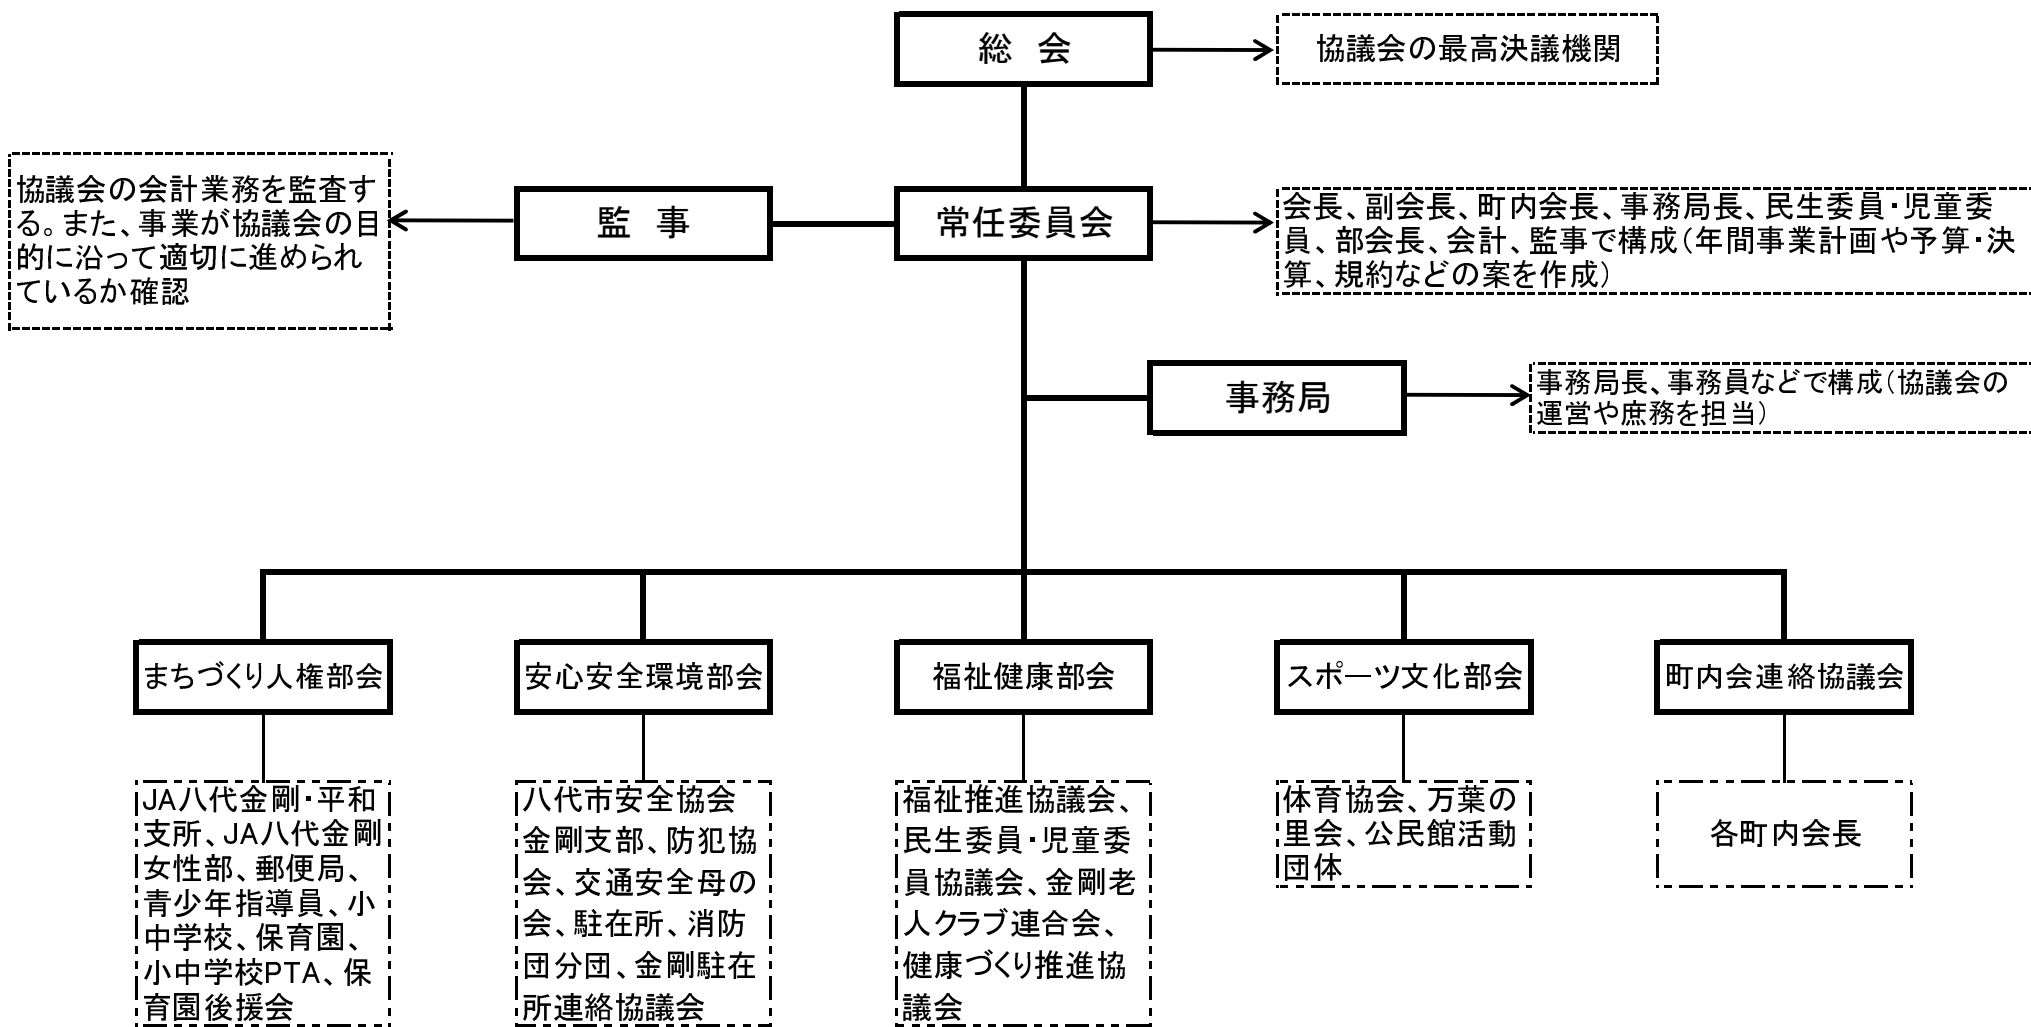 総　会
協議会の最高決議機関
協議会の会計業務を監査す
る。また、事業が協議会の目
的に沿って適切に進められ
ているか確認
監　事
常任委員会
会長、副会長、町内会長、事務局長、民生委員・児童委
員、部会長、会計、監事で構成（年間事業計画や予算・決
算、規約などの案を作成）
事務局
事務局長、事務員などで構成（協議会の
運営や庶務を担当）
まちづくり人権部会
安心安全環境部会
福祉健康部会
スポーツ文化部会
町内会連絡協議会
JA八代金剛・平和
支所、JA八代金剛
女性部、郵便局、
青少年指導員、小
中学校、保育園、
小中学校PTA、保
育園後援会
八代市安全協会
金剛支部、防犯協
会、交通安全母の
会、駐在所、消防
団分団、金剛駐在
所連絡協議会
福祉推進協議会、
民生委員・児童委
員協議会、金剛老
人クラブ連合会、
健康づくり推進協
議会
体育協会、万葉の
里会、公民館活動
団体
各町内会長